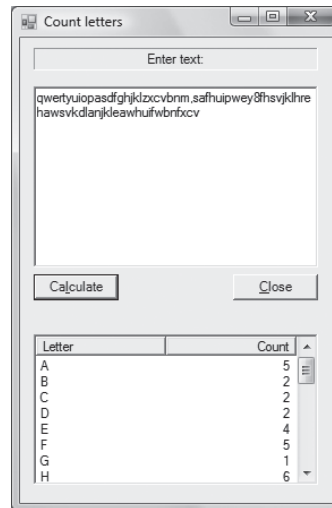 Count letters
Enter text:
qwertyuiopasdfghjklzxcvbnm,safhuipwey8fhsvjklhre
hawsvkdlanjkleawhuifwbnfxcv
Calculate Close
Letter Count
A 5
B 2
C 2
D 2
E 4
F 5
G 1
H 6